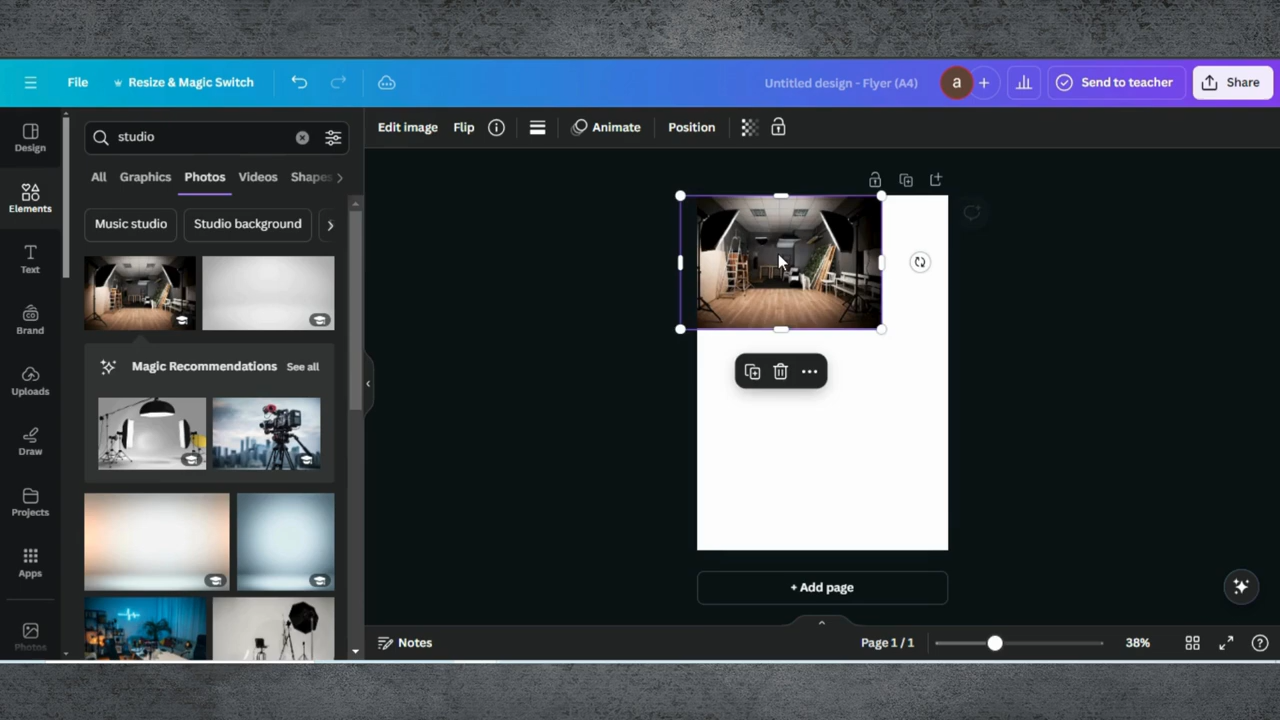 File
Resize & Magic Switch
Untitled design - Flyer (A4)
a
Send to teacher
Share
Design
Elements
Text
Brand
Uploads
Draw
Projects
Apps
Photos
studio
All
Graphics
Photos
Videos
Shapes
Music studio
Studio background
Magic Recommendations
See all
Edit image
Flip
Animate
Position
+ Add page
Notes
Page 1 / 1
38%